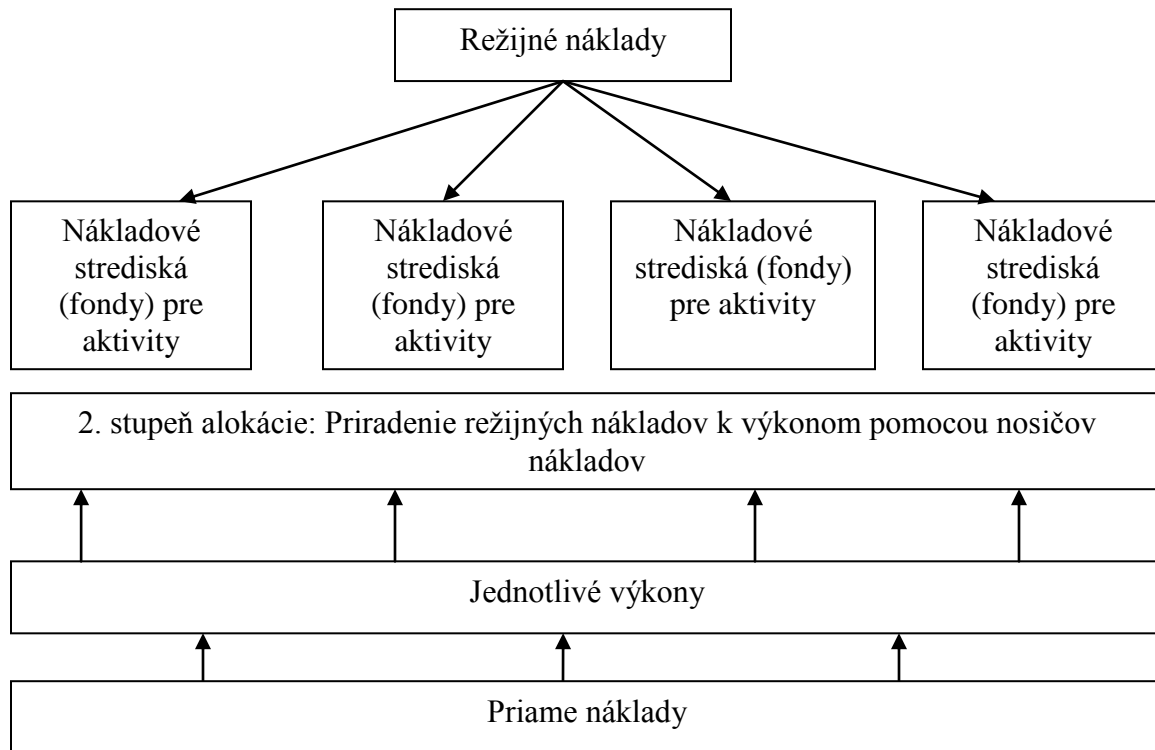 Režijné náklady
Nákladové
strediská
(fondy) pre
aktivity
Nákladové
strediská
(fondy) pre
aktivity
Nákladové
strediská (fondy)
pre aktivity
Nákladové
strediská
(fondy) pre
aktivity
2. stupeň alokácie: Priradenie režijných nákladov k výkonom pomocou nosičov
nákladov
Jednotlivé výkony
Priame náklady